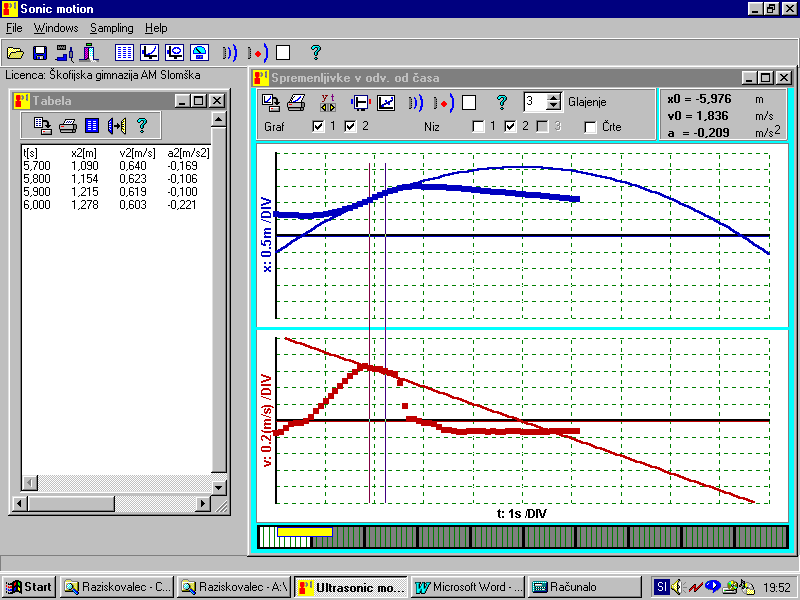 Sonic motion
File Windows Sampling Help
Licenca: Škofijska gimnazija AM Slomška
Tabela
t[s] x2[m] v2[m/s] a2[m/s2]
5,700 1,090 0,640 -0,169
5,800 1,154 0,623 -0,106
5,900 1,215 0,619 -0,100
6,000 1,278 0,603 -0,221
Spremenljivke v odv. od časa
y t
3 Glajenje
Graf 1 2 Niz 1 2 3 Črte
x0 = -5,976 m
v0 = 1,836 m/s
a = -0,209 m/s2
x: 0.5m /DIV
v: 0.2(m/s) /DIV
t: 1s /DIV
Start Raziskovalec - C... Raziskovalec - A:\ Ultrasonic mo... Microsoft Word - ... Računalo SI 19:52